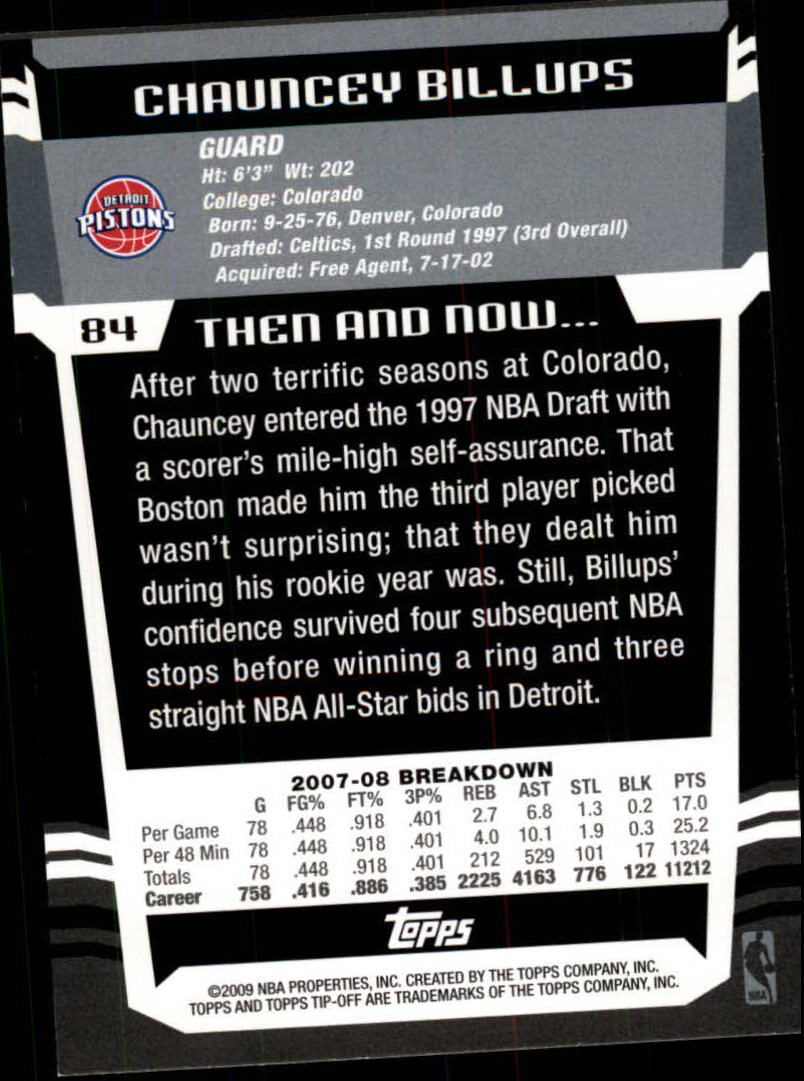 CHAUNCEY BILLUPS
GUARD
Ht: 6'3" Wt: 202
College: Colorado
Born: 9-25-76, Denver, Colorado
Drafted: Celtics, 1st Round 1997 (3rd Overall)
Acquired: Free Agent, 7-17-02
DETROIT
PISTONS
84
THEN AND NOW...
After two terrific seasons at Colorado,
Chauncey entered the 1997 NBA Draft with
a scorer's mile-high self-assurance. That
Boston made him the third player picked
wasn't surprising; that they dealt him
during his rookie year was. Still, Billups'
confidence survived four subsequent NBA
stops before winning a ring and three
straight NBA All-Star bids in Detroit.
2007-08 BREAKDOWN
G FG% FT% 3P% REB AST STL BLK PTS
Per Game 78 .448 .918 .401 2.7 6.8 1.3 0.2 17.0
Per 48 Min 78 .448 .918 .401 4.0 10.1 1.9 0.3 25.2
Totals 78 .448 .918 .401 212 529 101 17 1324
Career 758 .416 .886 .385 2225 4163 776 122 11212
topps
©2009 NBA PROPERTIES, INC. CREATED BY THE TOPPS COMPANY, INC.
TOPPS AND TOPPS TIP-OFF ARE TRADEMARKS OF THE TOPPS COMPANY, INC.
NBA